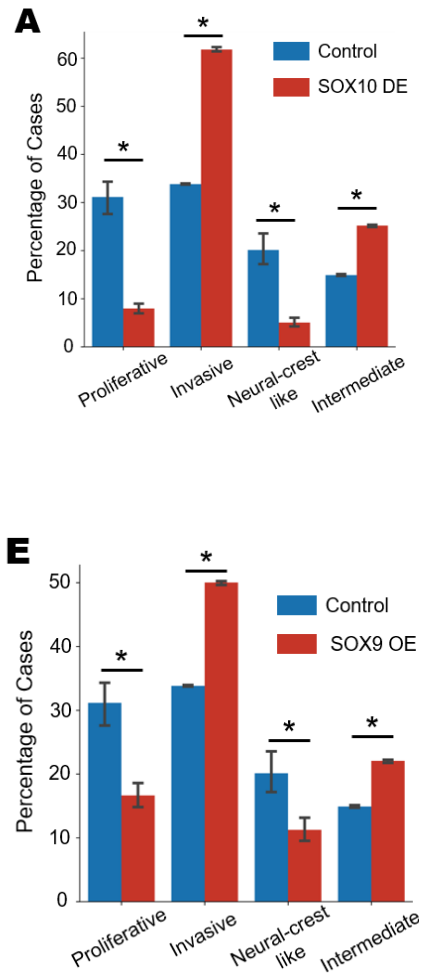 A
Percentage of Cases
60
50
40
30
20
10
0
Control
SOX10 DE
*
*
*
*
Proliferative
Invasive
Neural-crest
like
Intermediate
E
Percentage of Cases
50
40
30
20
10
0
Control
SOX9 OE
*
*
*
*
Proliferative
Invasive
Neural-crest
like
Intermediate